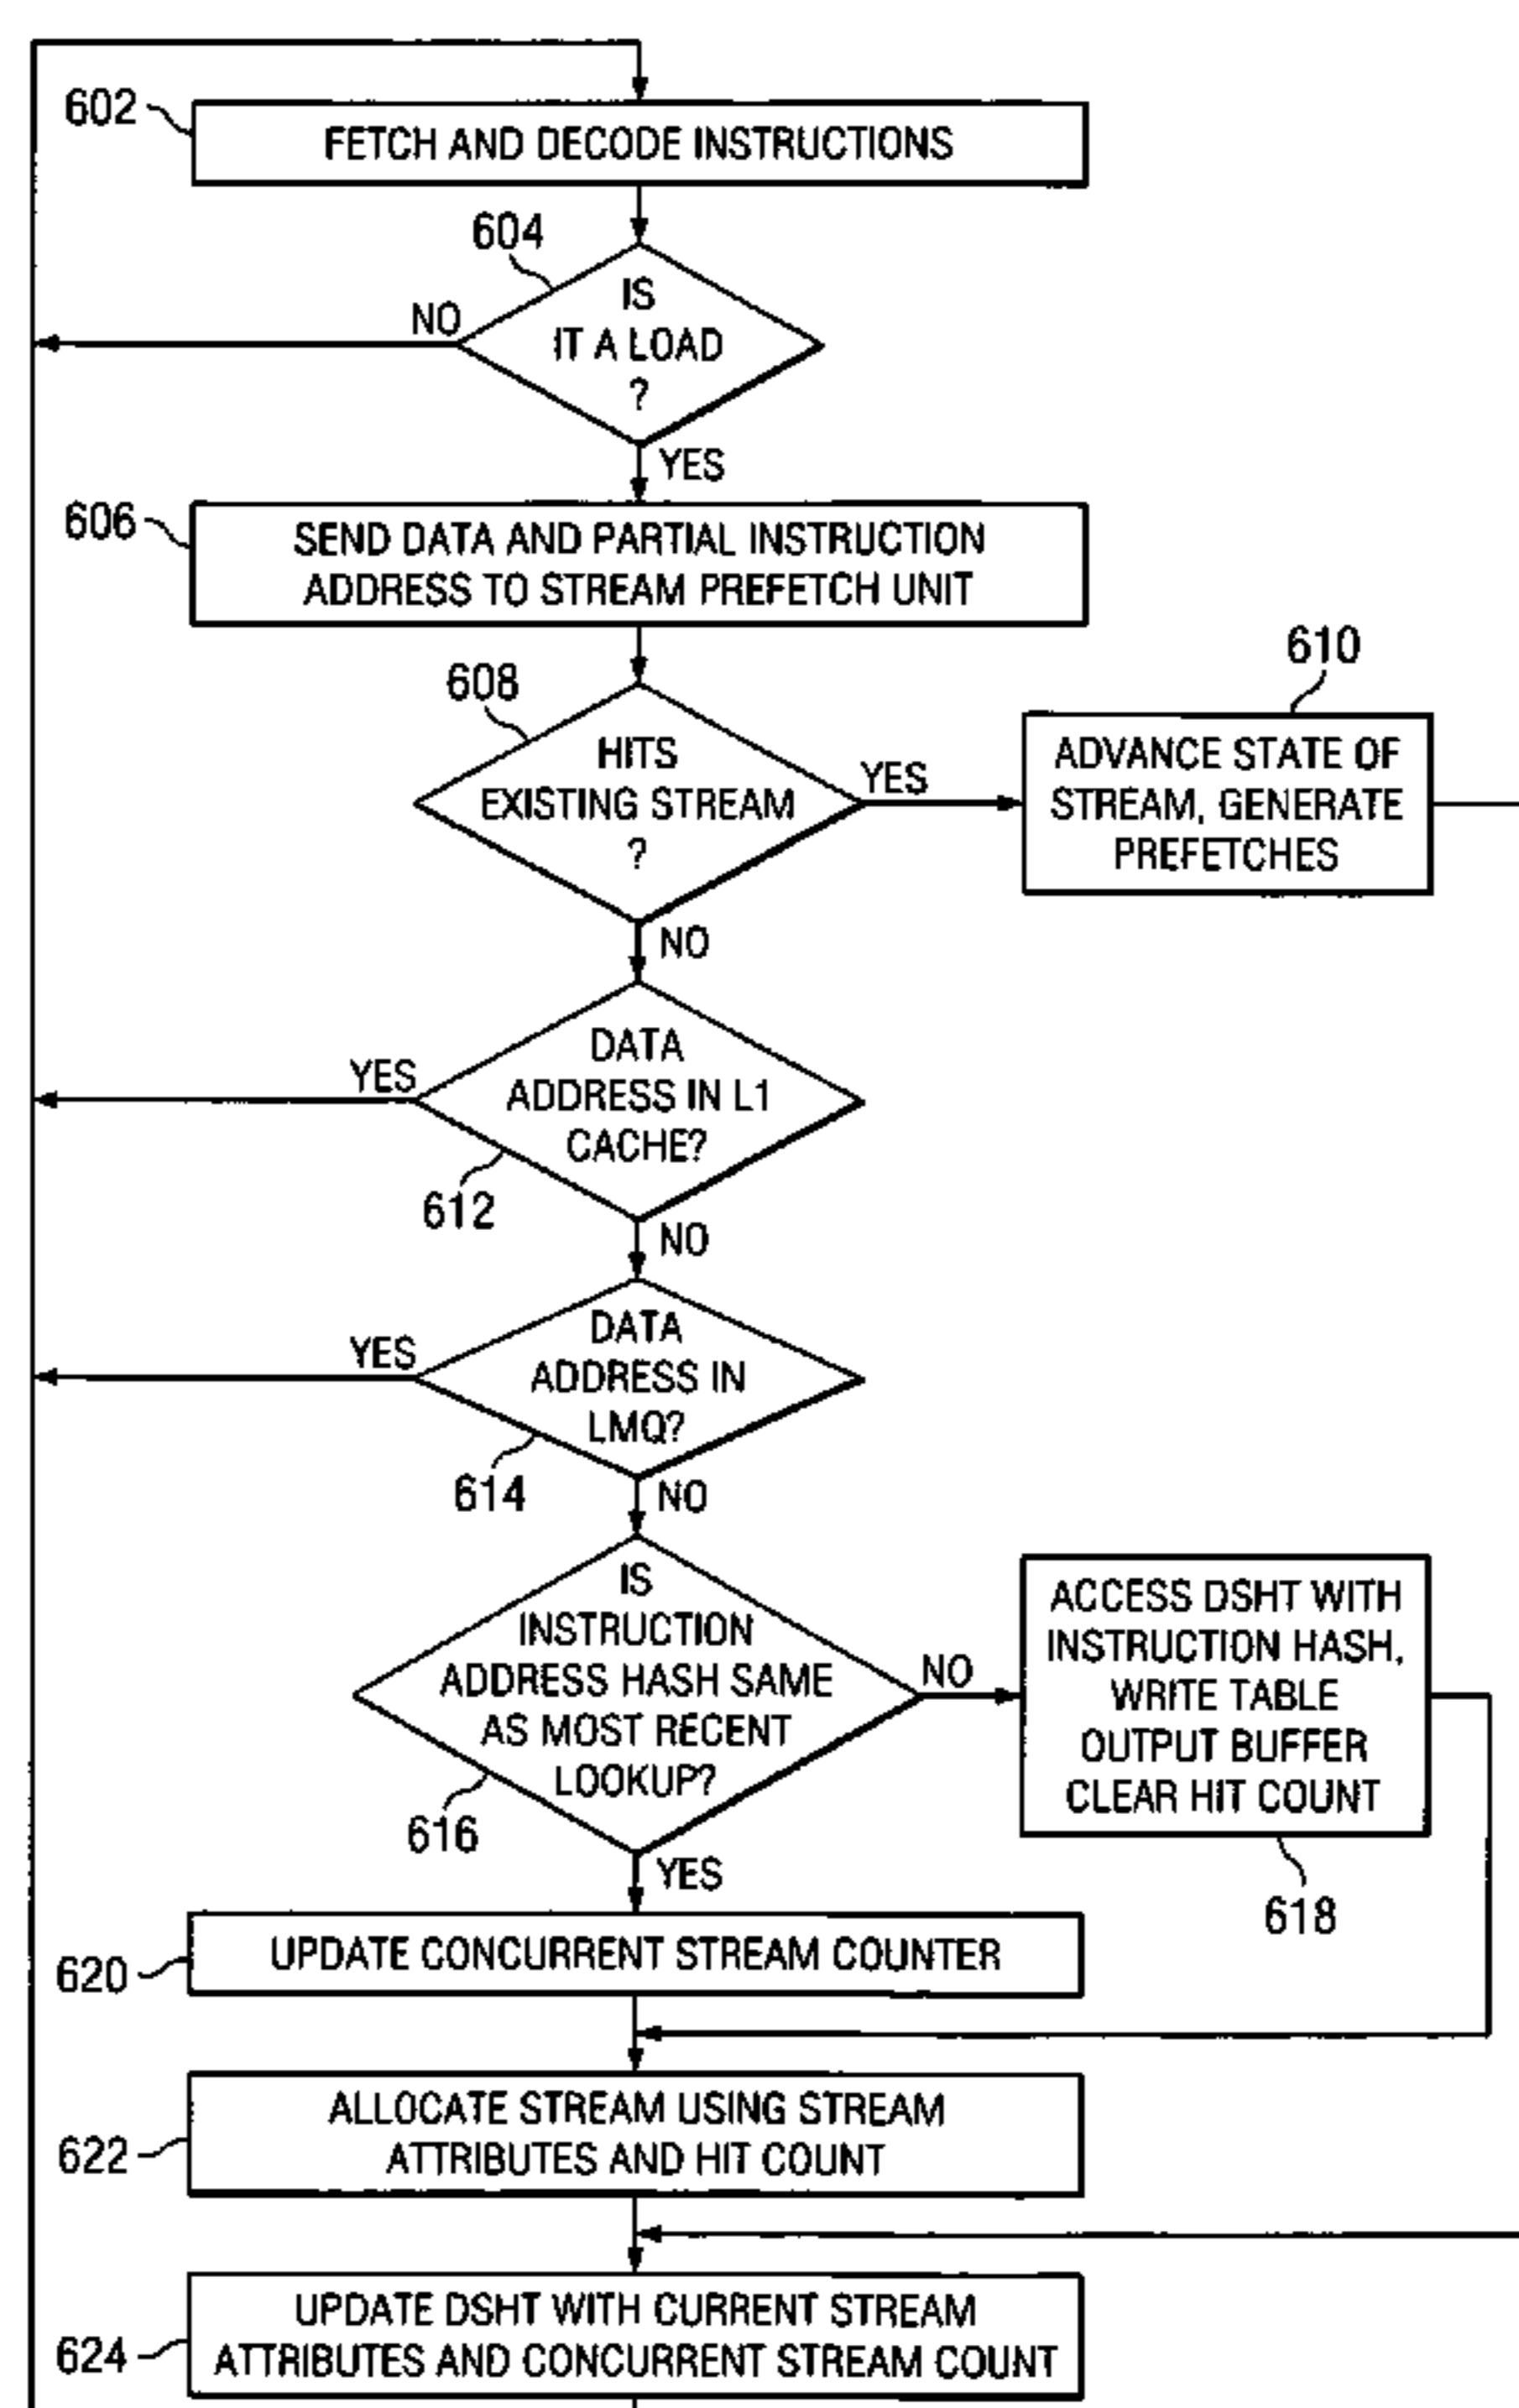 602
FETCH AND DECODE INSTRUCTIONS
604
IS
IT A LOAD
?
NO
YES
606
SEND DATA AND PARTIAL INSTRUCTION
ADDRESS TO STREAM PREFETCH UNIT
608
HITS
EXISTING STREAM
?
YES
610
ADVANCE STATE OF
STREAM, GENERATE
PREFETCHES
NO
DATA
ADDRESS IN L1
CACHE?
YES
612
NO
DATA
ADDRESS IN
LMQ?
YES
614
NO
IS
INSTRUCTION
ADDRESS HASH SAME
AS MOST RECENT
LOOKUP?
616
NO
ACCESS DSHT WITH
INSTRUCTION HASH,
WRITE TABLE
OUTPUT BUFFER
CLEAR HIT COUNT
618
YES
620
UPDATE CONCURRENT STREAM COUNTER
622
ALLOCATE STREAM USING STREAM
ATTRIBUTES AND HIT COUNT
624
UPDATE DSHT WITH CURRENT STREAM
ATTRIBUTES AND CONCURRENT STREAM COUNT